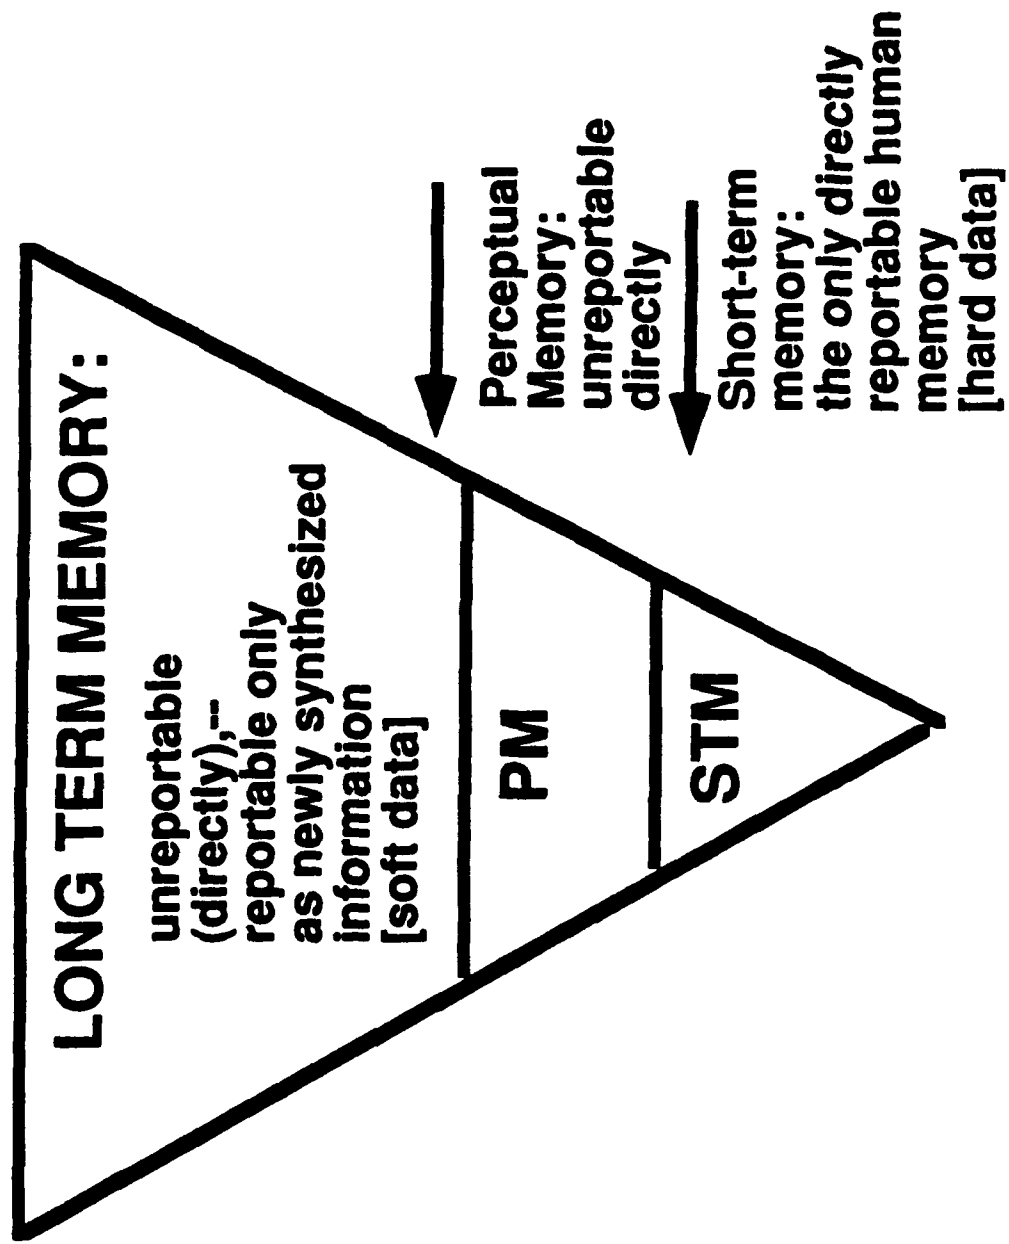 LONG TERM MEMORY:
unreportable
(directly),--
reportable only
as newly synthesized
information
[soft data]
PM
STM
Perceptual
Memory:
unreportable
directly
Short-term
memory:
the only directly
reportable human
memory
[hard data]